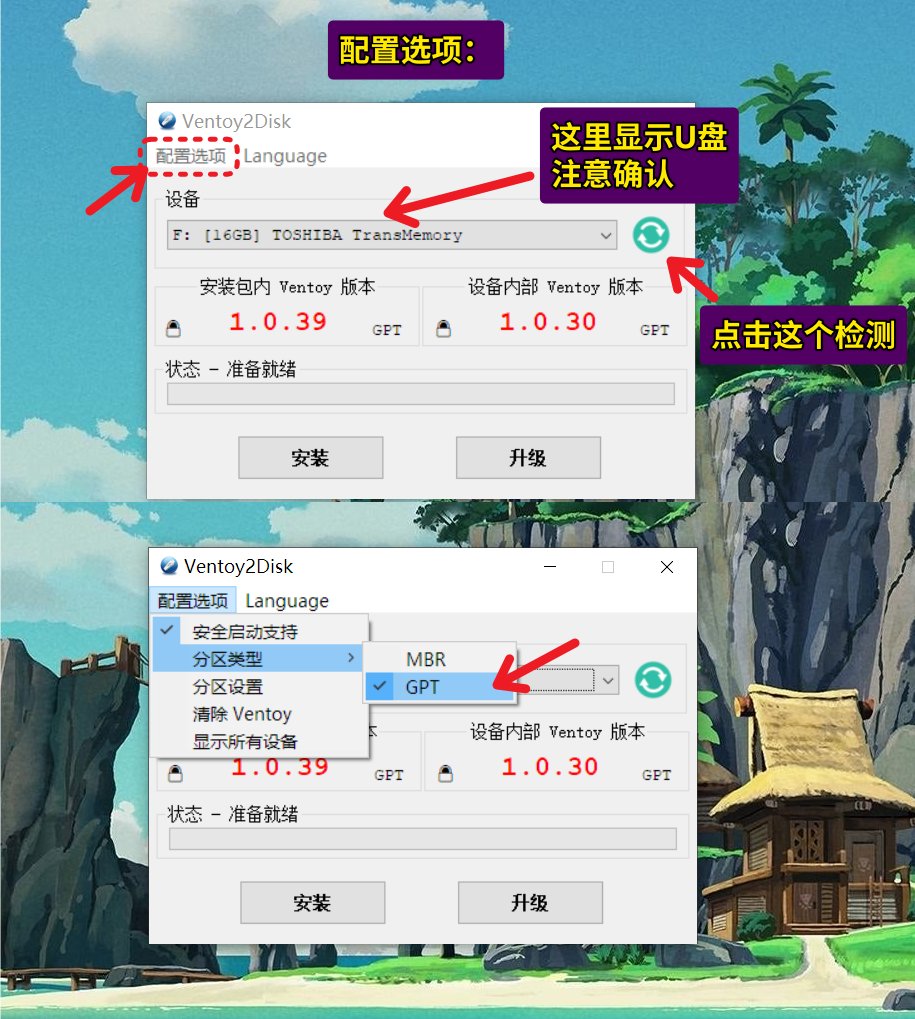 配置选项：
Ventoy2Disk
配置选项 Language
这里显示U盘
注意确认
设备
F: [16GB] TOSHIBA TransMemory
安装包内 Ventoy 版本
1.0.39
GPT
设备内部 Ventoy 版本
1.0.30
GPT
点击这个检测
状态 - 准备就绪
安装
升级
Ventoy2Disk
配置选项 Language
安全启动支持
分区类型
分区设置
清除 Ventoy
显示所有设备
MBR
GPT
本
1.0.39
GPT
设备内部 Ventoy 版本
1.0.30
GPT
状态 - 准备就绪
安装
升级